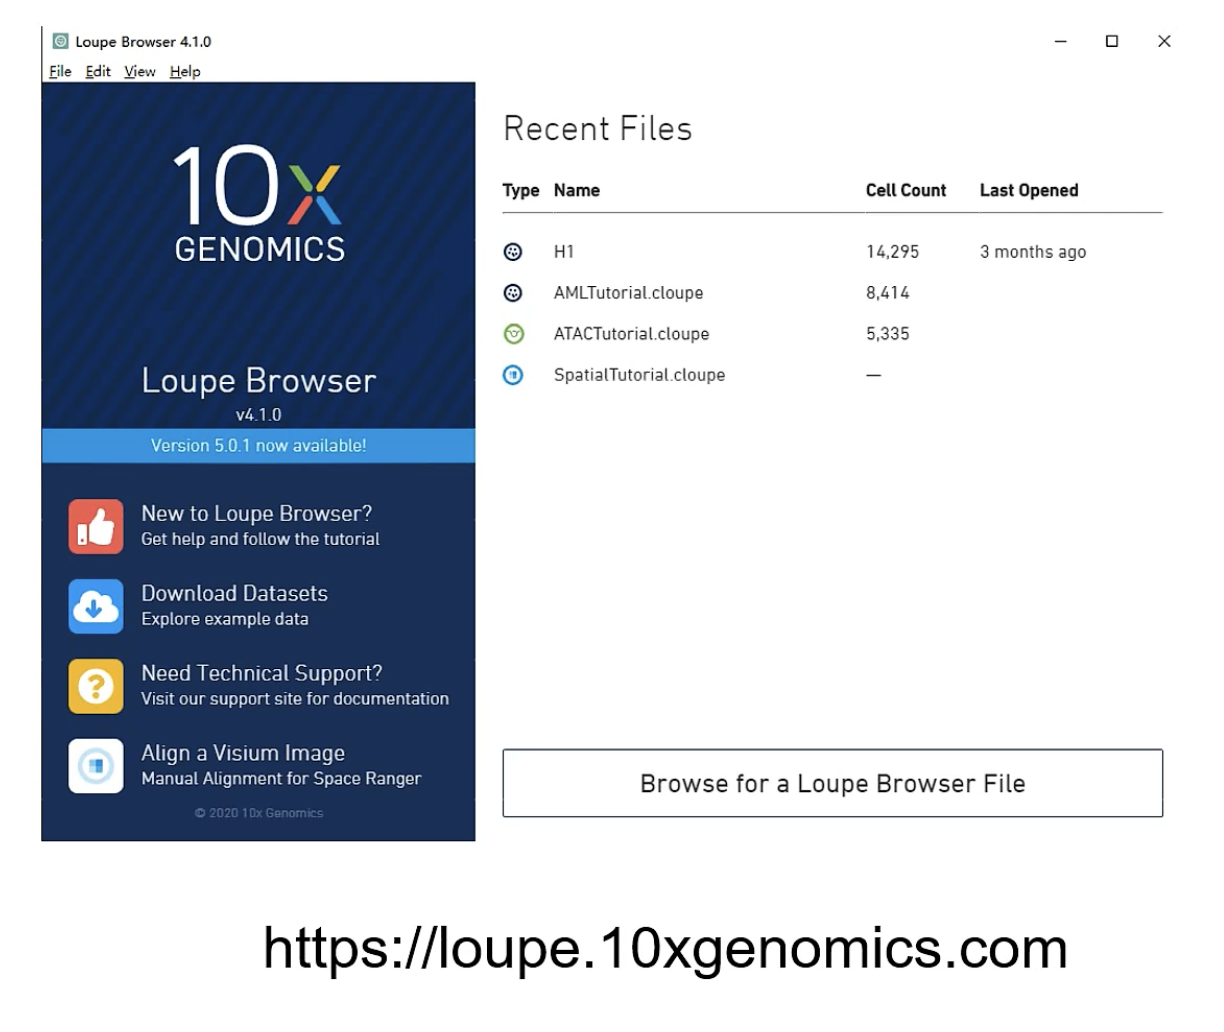 Loupe Browser 4.1.0
File Edit View Help
10x
GENOMICS
Loupe Browser
v4.1.0
Version 5.0.1 now available!
New to Loupe Browser?
Get help and follow the tutorial
Download Datasets
Explore example data
Need Technical Support?
Visit our support site for documentation
Align a Visium Image
Manual Alignment for Space Ranger
© 2020 10x Genomics
Recent Files
Type Name Cell Count Last Opened
H1 14,295 3 months ago
AMLTutorial.cloupe 8,414
ATACTutorial.cloupe 5,335
SpatialTutorial.cloupe —
Browse for a Loupe Browser File
https://loupe.10xgenomics.com